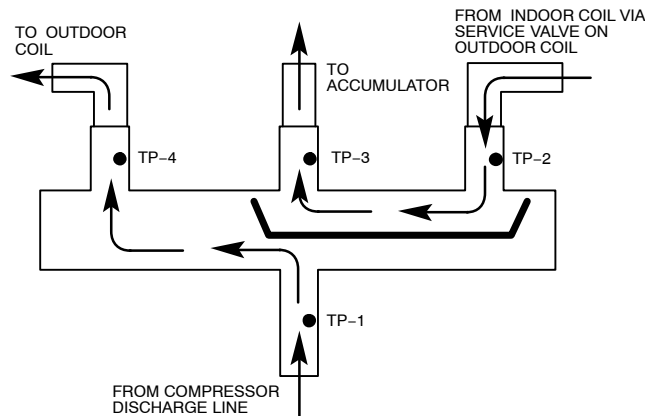 TO OUTDOOR
COIL
TO
ACCUMULATOR
FROM INDOOR COIL VIA
SERVICE VALVE ON
OUTDOOR COIL
TP−4
TP−3
TP−2
TP−1
FROM COMPRESSOR
DISCHARGE LINE